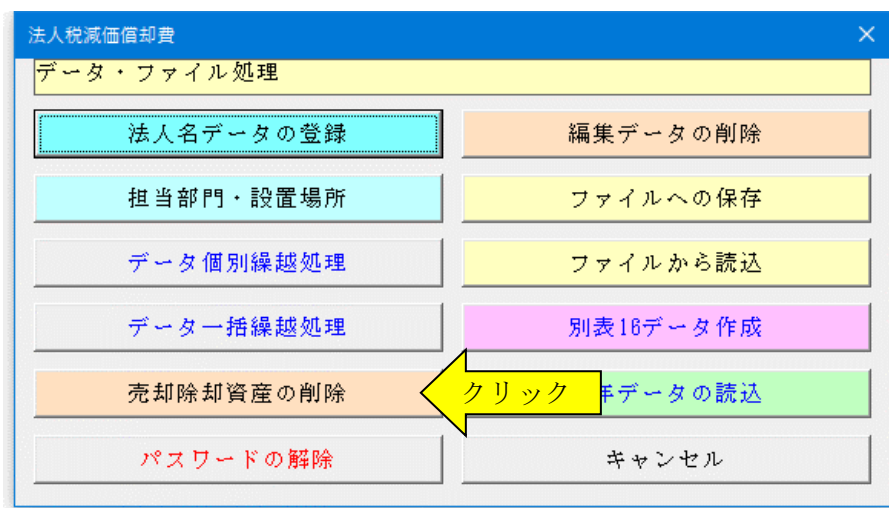 法人税減価償却費
データ・ファイル処理
法人名データの登録
編集データの削除
担当部門・設置場所
ファイルへの保存
データ個別繰越処理
ファイルから読込
データ一括繰越処理
別表16データ作成
売却除却資産の削除
クリック
年データの読込
パスワードの解除
キャンセル